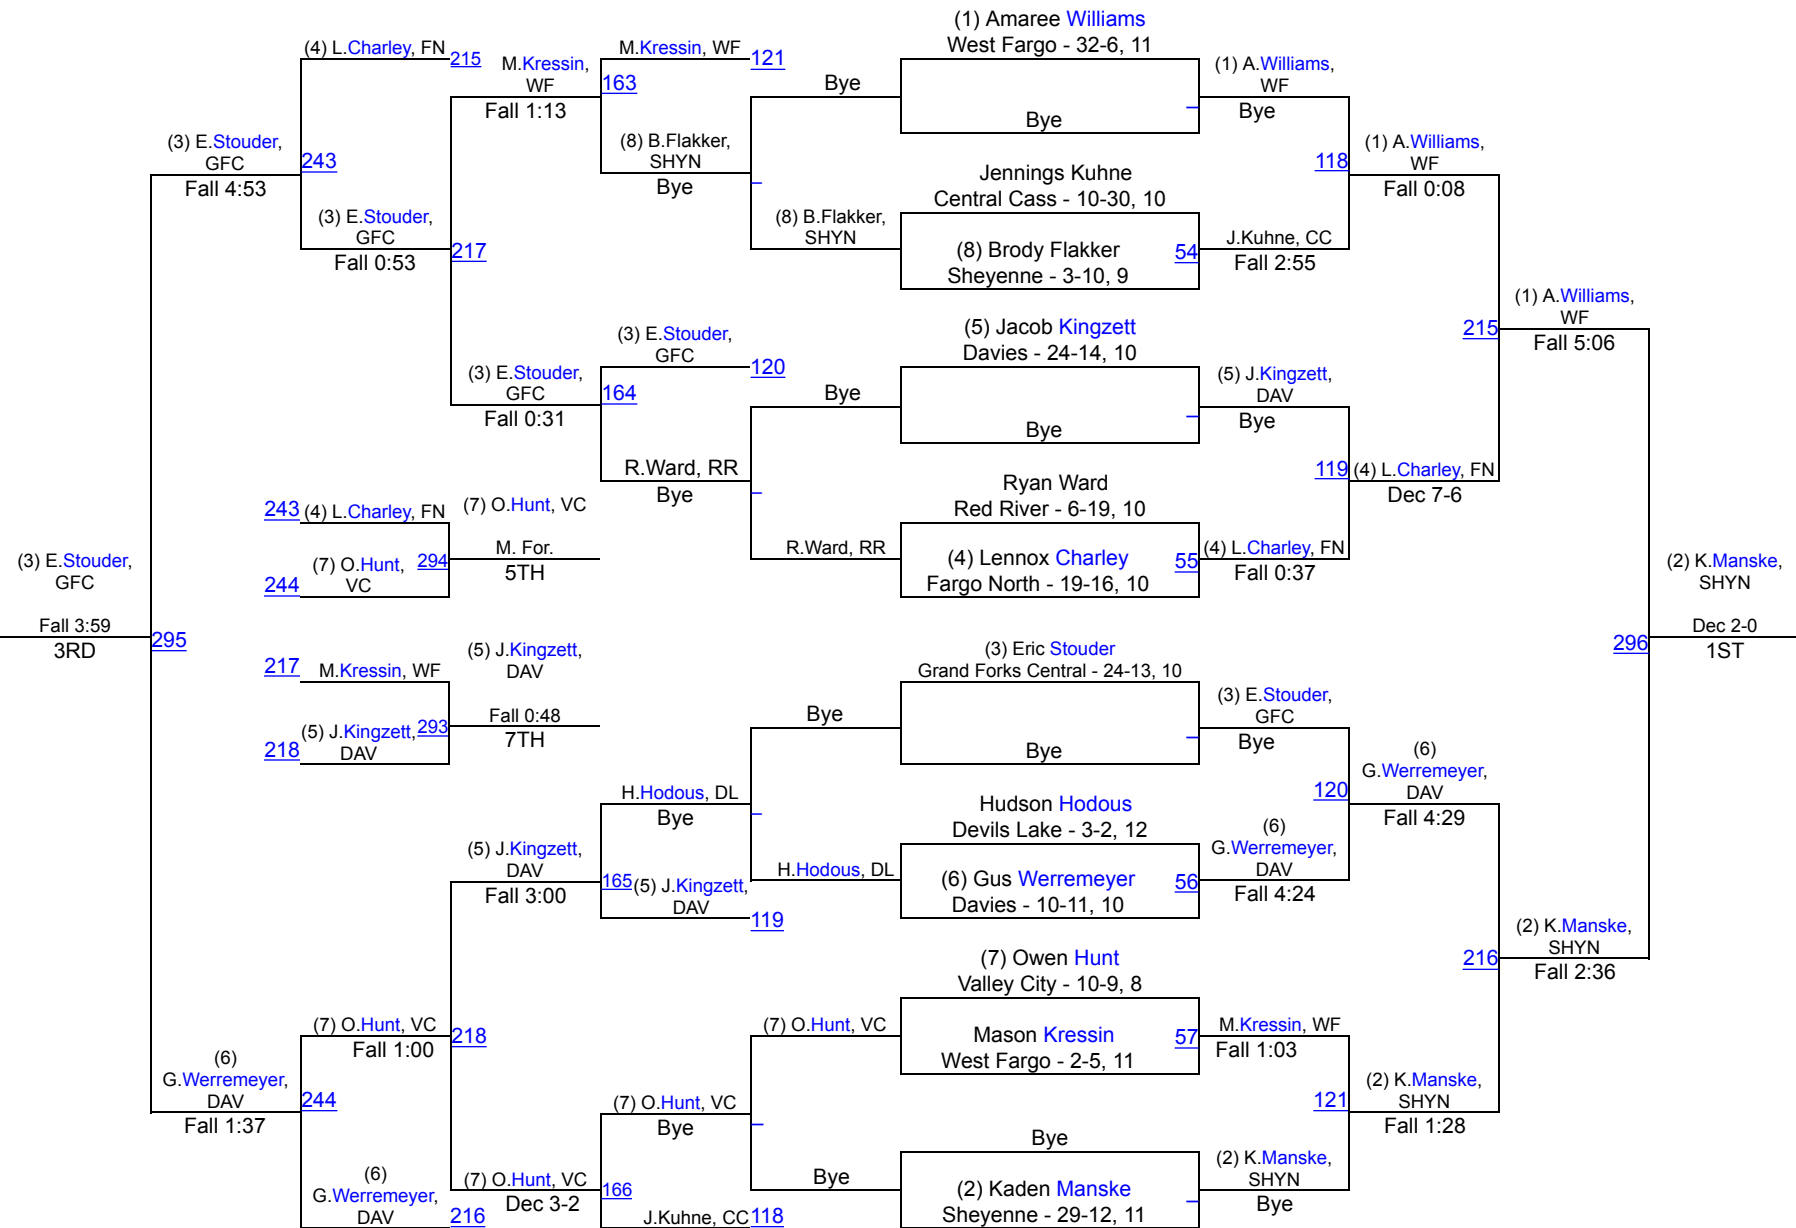 (1) Amaree Williams
West Fargo - 32-6, 11
Bye
Bye
(1) A.Williams,
WF
Bye
Jennings Kuhne
Central Cass - 10-30, 10
(8) Brody Flakker
Sheyenne - 3-10, 9
54
J.Kuhne, CC
Fall 2:55
118
(1) A.Williams,
WF
Fall 0:08
(5) Jacob Kingzett
Davies - 24-14, 10
Bye
Bye
(5) J.Kingzett,
DAV
Bye
Ryan Ward
Red River - 6-19, 10
(4) Lennox Charley
Fargo North - 19-16, 10
55
(4) L.Charley, FN
Fall 0:37
119
(4) L.Charley, FN
Dec 7-6
215
(1) A.Williams,
WF
Fall 5:06
(3) Eric Stouder
Grand Forks Central - 24-13, 10
Bye
Bye
(3) E.Stouder,
GFC
Bye
Hudson Hodous
Devils Lake - 3-2, 12
(6) Gus Werremeyer
Davies - 10-11, 10
56
(6)
G.Werremeyer,
DAV
Fall 4:24
120
(6)
G.Werremeyer,
DAV
Fall 4:29
(7) Owen Hunt
Valley City - 10-9, 8
Mason Kressin
West Fargo - 2-5, 11
57
M.Kressin, WF
Fall 1:03
Bye
Bye
(2) Kaden Manske
Sheyenne - 29-12, 11
(2) K.Manske,
SHYN
Bye
121
(2) K.Manske,
SHYN
Fall 1:28
216
(2) K.Manske,
SHYN
Fall 2:36
296
(2) K.Manske,
SHYN
Dec 2-0
1ST
M.Kressin, WF
121
(8) B.Flakker,
SHYN
(8) B.Flakker,
SHYN
Bye
163
M.Kressin,
WF
Fall 1:13
(3) E.Stouder,
GFC
120
R.Ward, RR
R.Ward, RR
Bye
164
(3) E.Stouder,
GFC
Fall 0:31
217
(3) E.Stouder,
GFC
Fall 0:53
(4) L.Charley, FN
215
243
(3) E.Stouder,
GFC
Fall 4:53
H.Hodous, DL
H.Hodous, DL
Bye
165
(5) J.Kingzett,
DAV
119
(5) J.Kingzett,
DAV
Fall 3:00
(7) O.Hunt, VC
(7) O.Hunt, VC
Bye
J.Kuhne, CC
118
166
(7) O.Hunt, VC
Dec 3-2
218
(7) O.Hunt, VC
Fall 1:00
(6)
G.Werremeyer,
DAV
216
244
(6)
G.Werremeyer,
DAV
Fall 1:37
295
(3) E.Stouder,
GFC
Fall 3:59
3RD
243
(4) L.Charley, FN
244
(7) O.Hunt,
VC
294
(7) O.Hunt, VC
M. For.
5TH
217
M.Kressin, WF
218
(5) J.Kingzett,
DAV
293
(5) J.Kingzett,
DAV
Fall 0:48
7TH